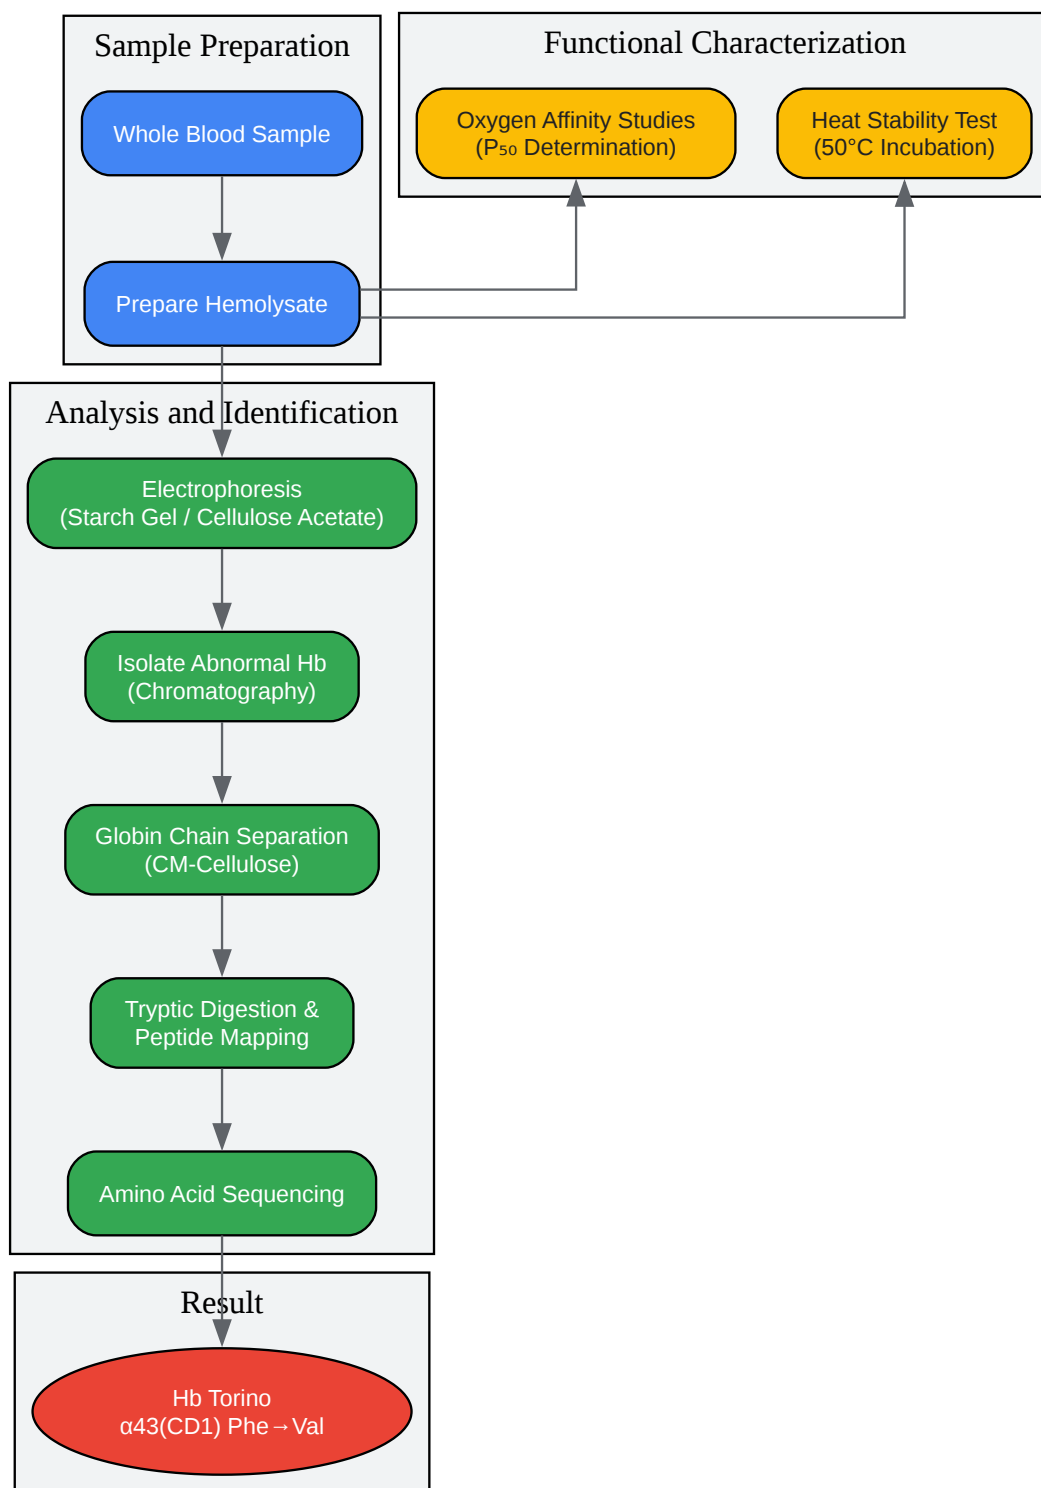 Sample Preparation
Whole Blood Sample
Prepare Hemolysate
Functional Characterization
Oxygen Affinity Studies
(P₅₀ Determination)
Heat Stability Test
(50°C Incubation)
Analysis and Identification
Electrophoresis
(Starch Gel / Cellulose Acetate)
Isolate Abnormal Hb
(Chromatography)
Globin Chain Separation
(CM-Cellulose)
Tryptic Digestion &
Peptide Mapping
Amino Acid Sequencing
Result
Hb Torino
α43(CD1) Phe→Val